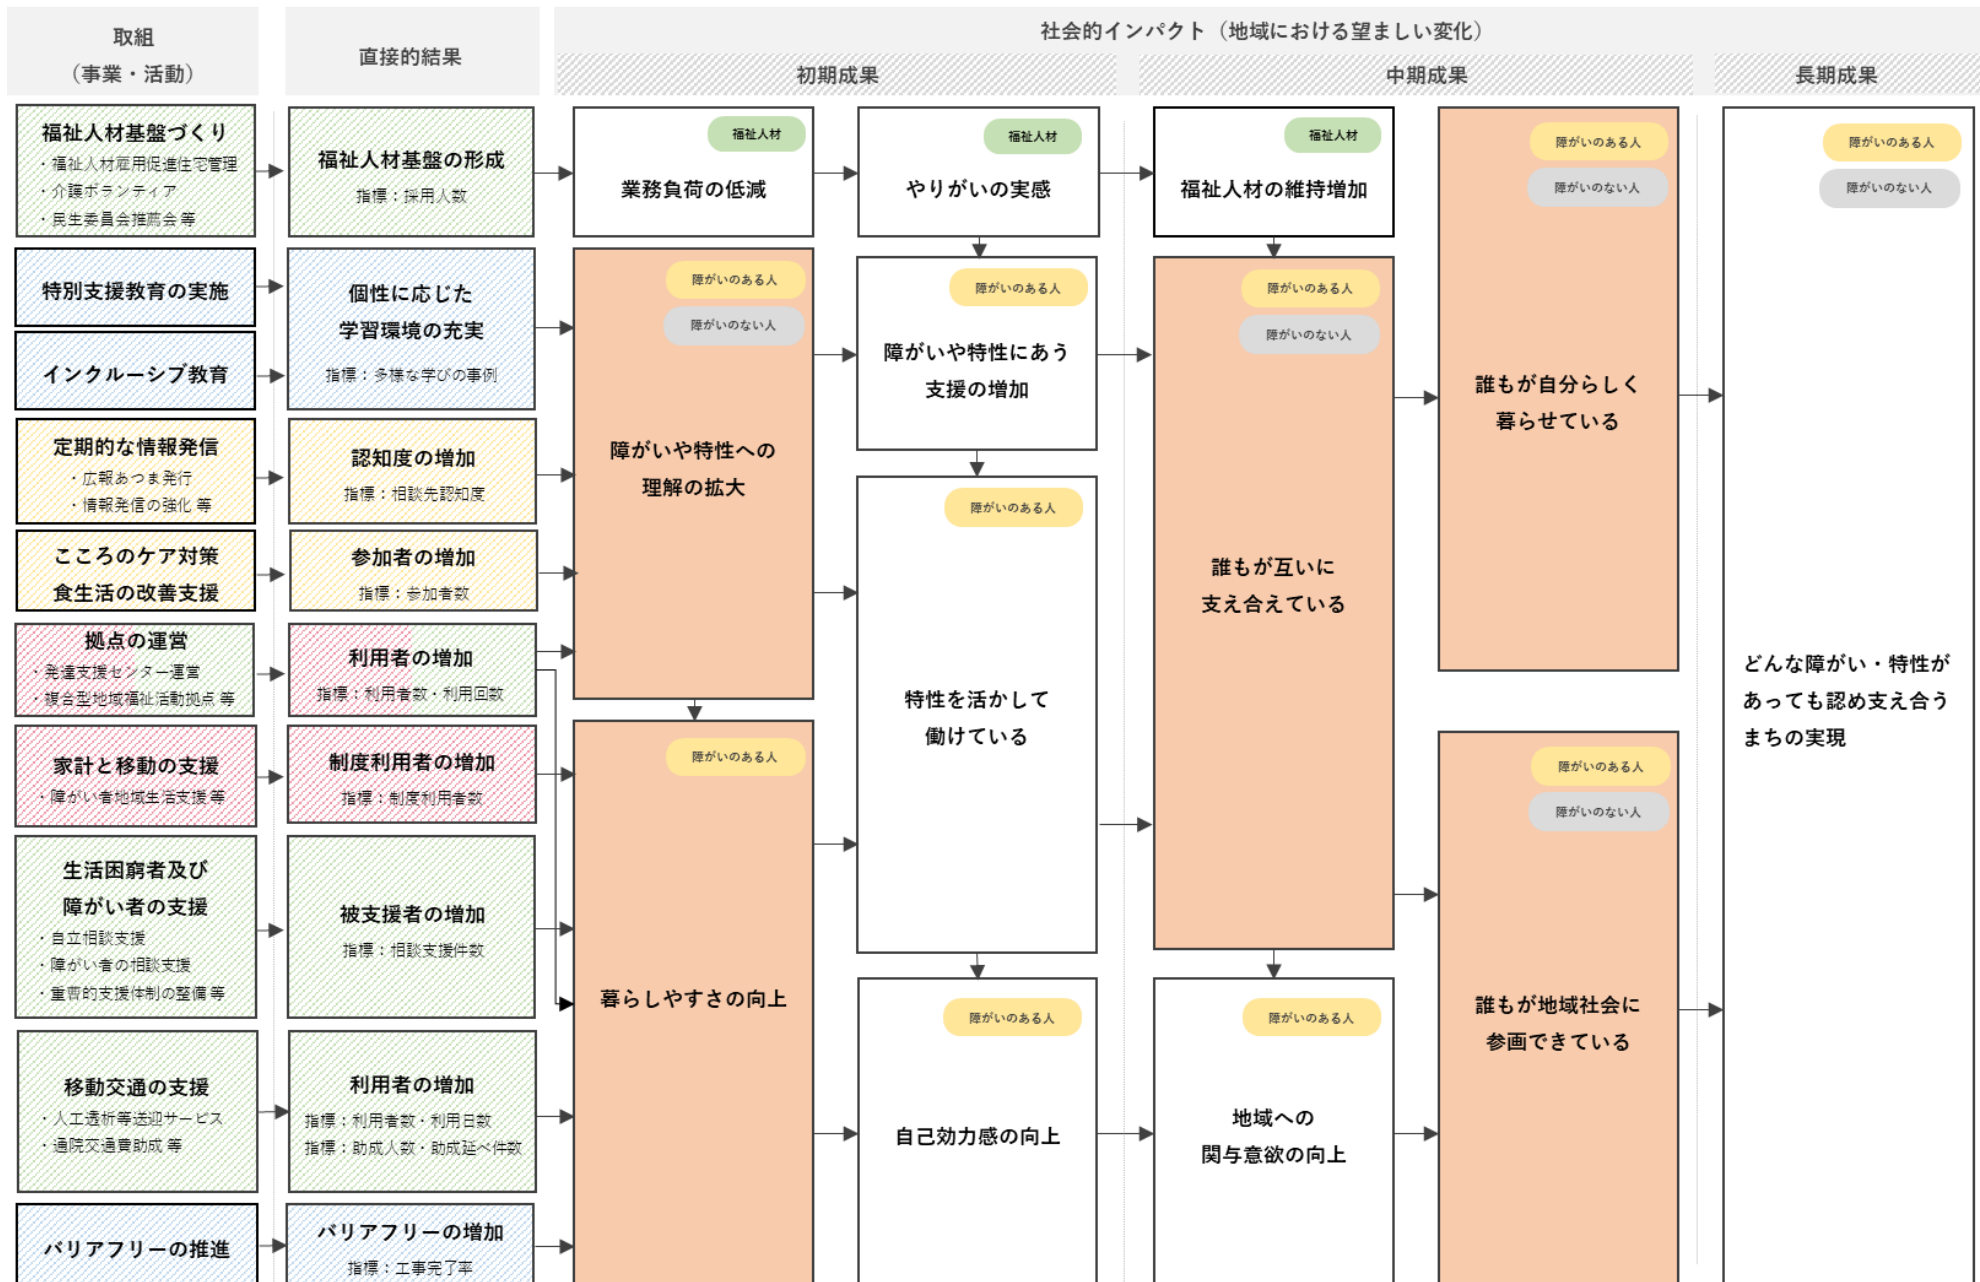 取組
（事業・活動）
直接的結果
社会的インパクト（地域における望ましい変化）
初期成果
中期成果
長期成果
福祉人材基盤づくり
・福祉人材雇用促進住宅管理
・介護ボランティア
・民生委員会推薦会 等
特別支援教育の実施
インクルーシブ教育
定期的な情報発信
・広報あつま発行
・情報発信の強化 等
こころのケア対策
食生活の改善支援
拠点の運営
・発達支援センター運営
・複合型地域福祉活動拠点 等
家計と移動の支援
・障がい者地域生活支援 等
生活困窮者及び
障がい者の支援
・自立相談支援
・障がい者の相談支援
・重曹的支援体制の整備 等
移動交通の支援
・人工透析等送迎サービス
・通院交通費助成 等
バリアフリーの推進
福祉人材基盤の形成
指標：採用人数
個性に応じた
学習環境の充実
指標：多様な学びの事例
認知度の増加
指標：相談先認知度
参加者の増加
指標：参加者数
利用者の増加
指標：利用者数・利用回数
制度利用者の増加
指標：制度利用者数
被支援者の増加
指標：相談支援件数
利用者の増加
指標：利用者数・利用日数
指標：助成人数・助成延べ件数
バリアフリーの増加
指標：工事完了率
福祉人材
業務負荷の低減
障がいのある人
障がいのない人
障がいや特性への
理解の拡大
障がいのある人
暮らしやすさの向上
福祉人材
やりがいの実感
障がいのある人
障がいや特性にあう
支援の増加
障がいのある人
特性を活かして
働けている
障がいのある人
自己効力感の向上
福祉人材
福祉人材の維持増加
障がいのある人
障がいのない人
誰もが互いに
支え合えている
障がいのある人
地域への
関与意欲の向上
障がいのある人
障がいのない人
誰もが自分らしく
暮らせている
障がいのある人
障がいのない人
誰もが地域社会に
参画できている
障がいのある人
障がいのない人
どんな障がい・特性が
あっても認め支え合う
まちの実現